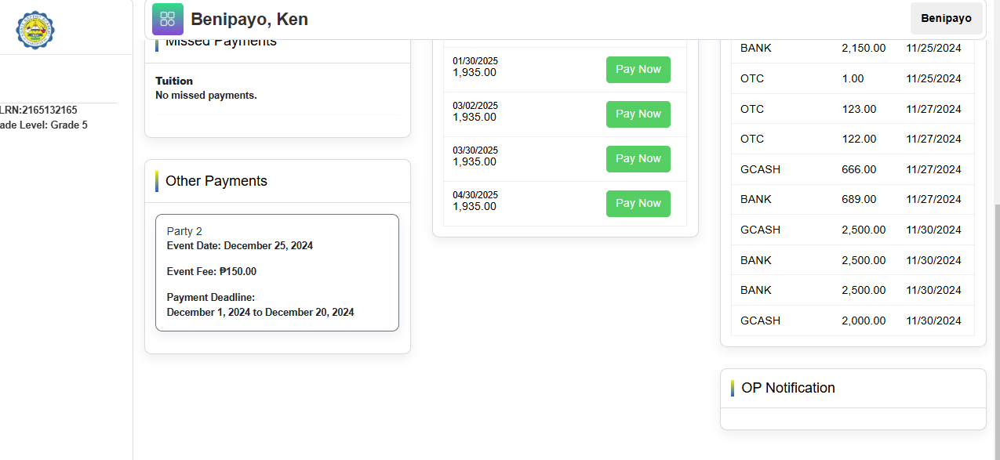 Benipayo, Ken
Benipayo
LRN:2165132165
ade Level: Grade 5
Missed Payments
Tuition
No missed payments.
Other Payments
Party 2
Event Date: December 25, 2024
Event Fee: ₱150.00
Payment Deadline:
December 1, 2024 to December 20, 2024
01/30/2025
1,935.00
Pay Now
03/02/2025
1,935.00
Pay Now
03/30/2025
1,935.00
Pay Now
04/30/2025
1,935.00
Pay Now
BANK 2,150.00 11/25/2024
OTC 1.00 11/25/2024
OTC 123.00 11/27/2024
OTC 122.00 11/27/2024
GCASH 666.00 11/27/2024
BANK 689.00 11/27/2024
GCASH 2,500.00 11/30/2024
BANK 2,500.00 11/30/2024
BANK 2,500.00 11/30/2024
GCASH 2,000.00 11/30/2024
OP Notification